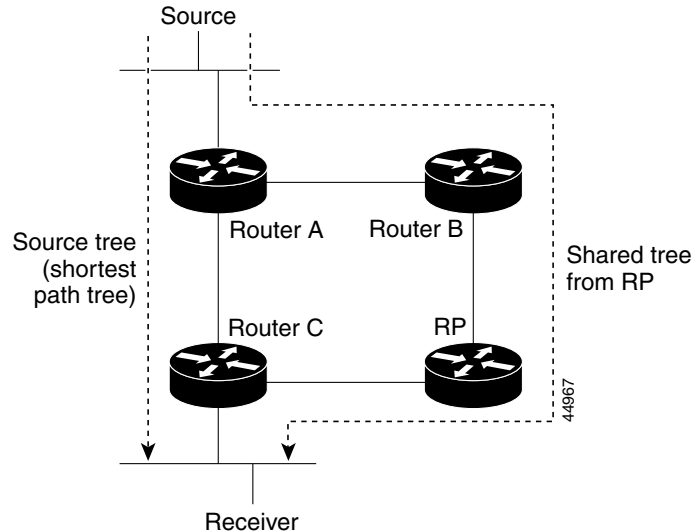 Source
Router A
Router B
Source tree
(shortest
path tree)
Shared tree
from RP
Router C
RP
44967
Receiver